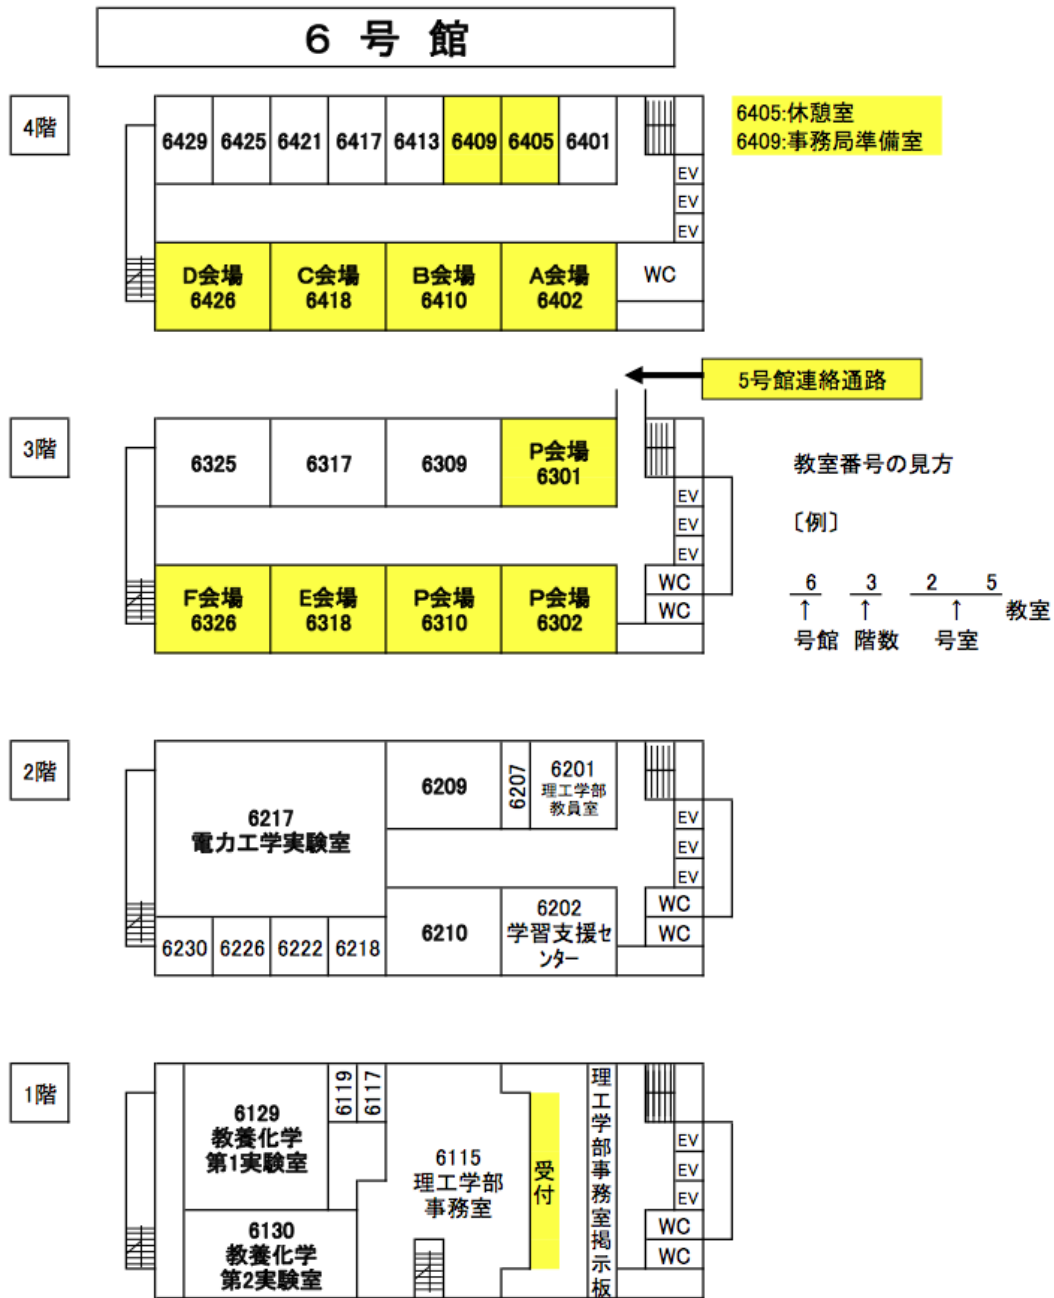 6 号 館
4階
6429 6425 6421 6417 6413 6409 6405 6401
6405:休憩室
6409:事務局準備室
EV
EV
EV
D会場
6426
C会場
6418
B会場
6410
A会場
6402
WC
5号館連絡通路
3階
6325
6317
6309
P会場
6301
EV
EV
EV
F会場
6326
E会場
6318
P会場
6310
P会場
6302
WC
WC
教室番号の見方
〔例〕
6 3 2 5
↑ ↑ ↑ 教室
号館 階数 号室
2階
6217
電力工学実験室
6209
6207
6201
理工学部
教員室
EV
EV
EV
6230 6226 6222 6218
6210
6202
学習支援セ
ンター
WC
WC
1階
6129
教養化学
第1実験室
6119
6117
6115
理工学部
事務室
受付
理工学部事務室掲示板
EV
EV
EV
6130
教養化学
第2実験室
WC
WC